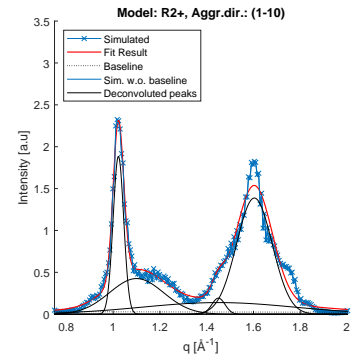 Model: R2+, Aggr.dir.: (1-10)
Simulated
Fit Result
Baseline
Sim. w.o. baseline
Deconvoluted peaks
Intensity [a.u]
3.5
3
2.5
2
1.5
1
0.5
0
0.8 1 1.2 1.4 1.6 1.8 2
q [Å⁻¹]